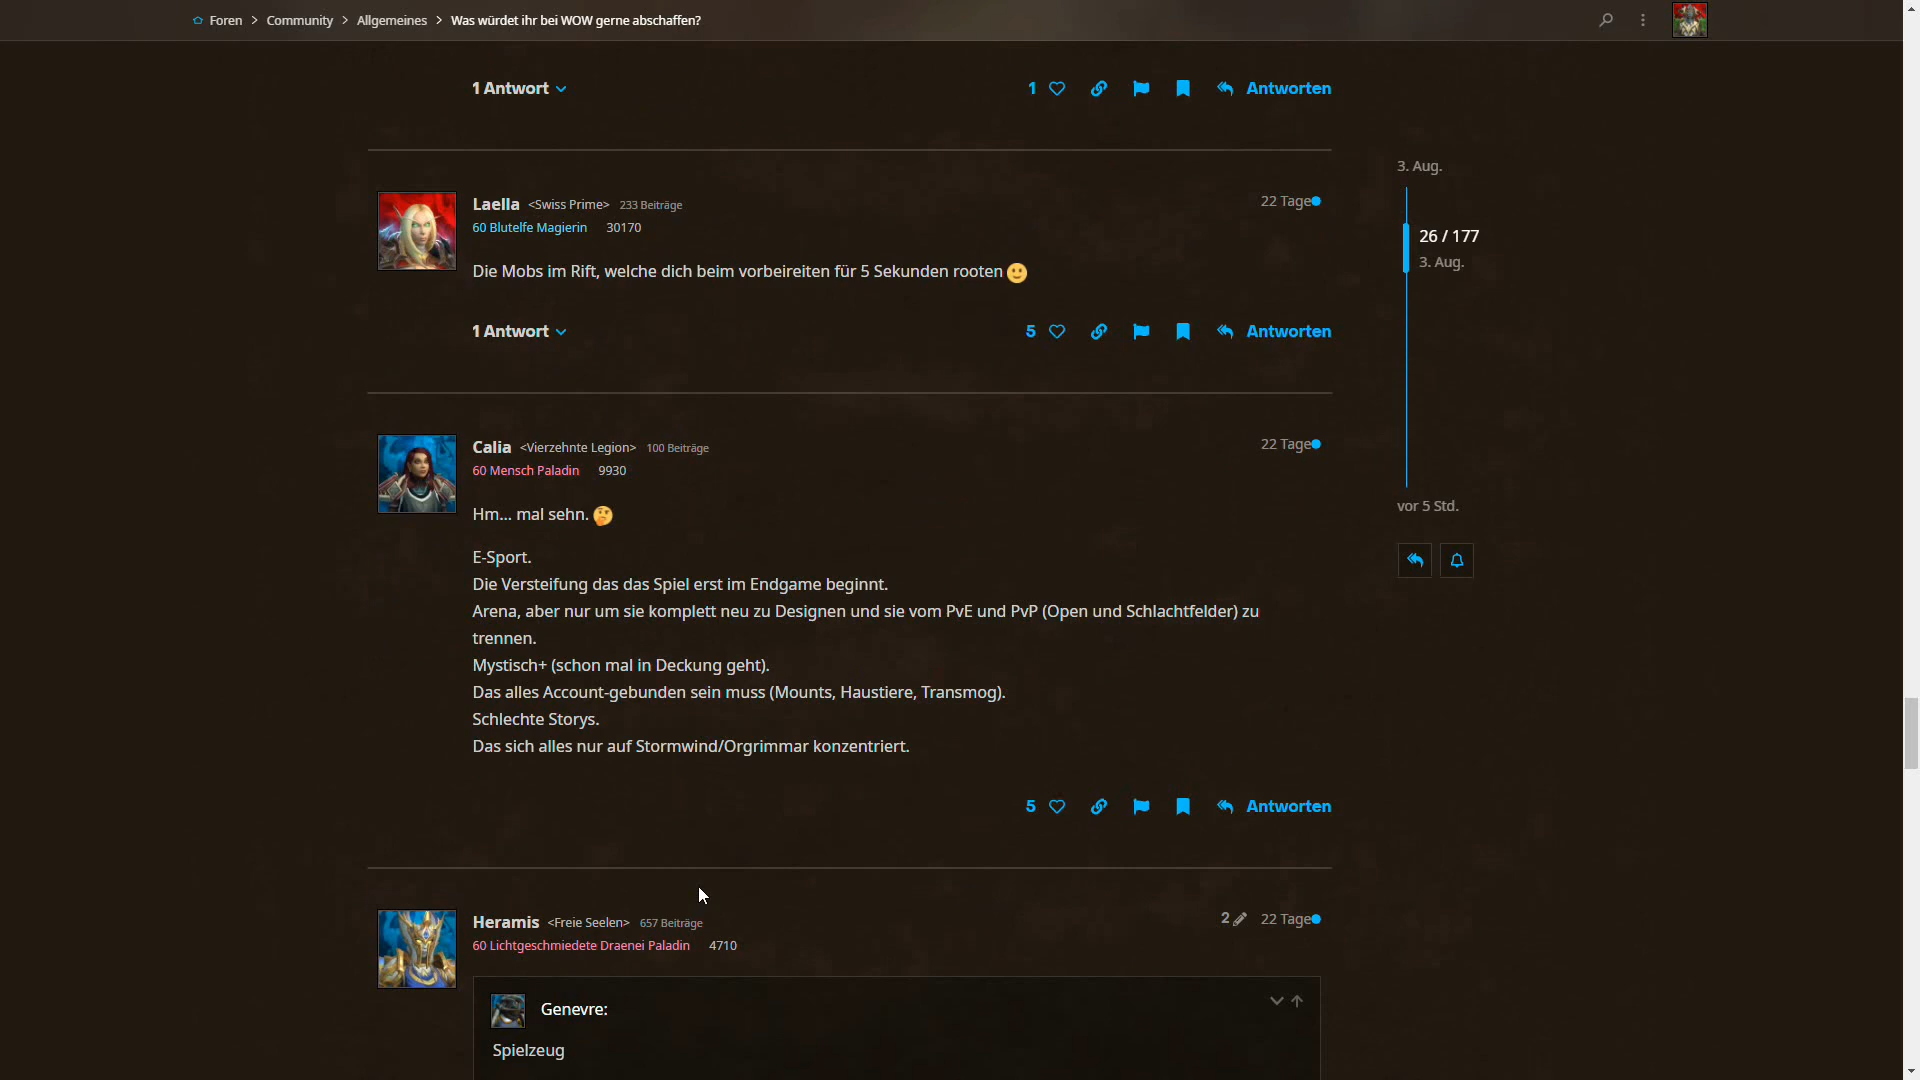 Foren > Community > Allgemeines > Was würdet ihr bei WOW gerne abschaffen?
1 Antwort
1 Antworten
3. Aug.
Laella <Swiss Prime> 233 Beiträge
22 Tage
60 Blutelfe Magierin 30170
26 / 177
3. Aug.
Die Mobs im Rift, welche dich beim vorbeireiten für 5 Sekunden rooten
1 Antwort
5 Antworten
Calia <Vierzehnte Legion> 100 Beiträge
22 Tage
60 Mensch Paladin 9930
vor 5 Std.
Hm... mal sehn.
E-Sport.
Die Versteifung das das Spiel erst im Endgame beginnt.
Arena, aber nur um sie komplett neu zu Designen und sie vom PvE und PvP (Open und Schlachtfelder) zu
trennen.
Mystisch+ (schon mal in Deckung geht).
Das alles Account-gebunden sein muss (Mounts, Haustiere, Transmog).
Schlechte Storys.
Das sich alles nur auf Stormwind/Orgrimmar konzentriert.
5 Antworten
Heramis <Freie Seelen> 657 Beiträge
2 22 Tage
60 Lichtgeschmiedete Draenei Paladin 4710
Genevre:
Spielzeug